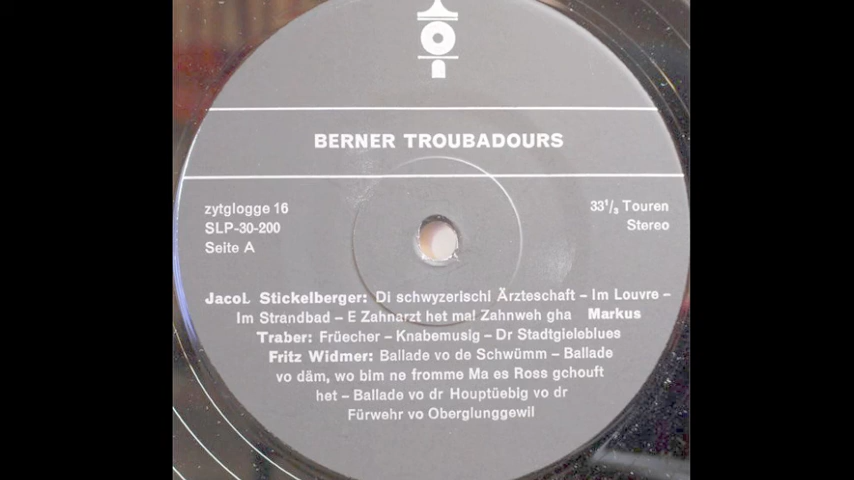 BERNER TROUBADOURS
zytglogge 16
SLP-30-200
Seite A
33¹/₃ Touren
Stereo
Jacob Stickelberger: Di schwyzerischi Ärzteschaft – Im Louvre –
Im Strandbad – E Zahnarzt het mal Zahnweh gha Markus
Traber: Früecher – Knabemusig – Dr Stadtgieleblues
Fritz Widmer: Ballade vo de Schwümm – Ballade
vo däm, wo bim ne fromme Ma es Ross gchouft
het – Ballade vo dr Houptüebig vo dr
Fürwehr vo Oberglunggewil